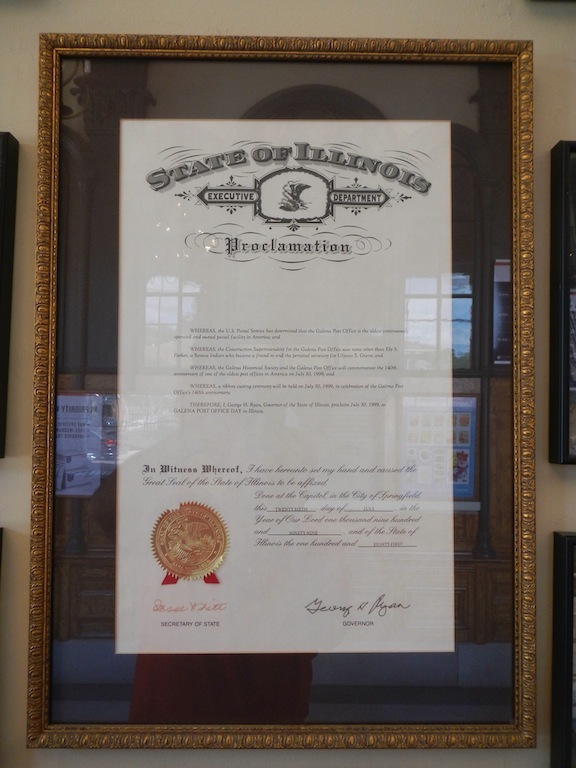 STATE OF ILLINOIS
EXECUTIVE DEPARTMENT
Proclamation
WHEREAS, the U.S. Postal Service has determined that the Galena Post Office is the oldest continuously
operated and owned postal facility in America; and
WHEREAS, the Construction Superintendent for the Galena Post Office was none other than Ely S.
Parker, a Seneca Indian who became a friend to and the personal secretary for Ulysses S. Grant; and
WHEREAS, the Galena Historical Society and the Galena Post Office will commemorate the 140th
anniversary of one of the oldest post offices in America on July 30, 1999; and
WHEREAS, a ribbon cutting ceremony will be held on July 30, 1999, in celebration of the Galena Post
Office's 140th anniversary;
THEREFORE, I, George H. Ryan, Governor of the State of Illinois, proclaim July 30, 1999, as
GALENA POST OFFICE DAY in Illinois.
In Witness Whereof, I have hereunto set my hand and caused the
Great Seal of the State of Illinois to be affixed.
Done at the Capitol, in the City of Springfield,
this TWENTIETH day of JULY, in the
Year of Our Lord one thousand nine hundred
and NINETY-NINE, and of the State of
Illinois the one hundred and EIGHTY-FIRST
Jesse White
George H Ryan
SECRETARY OF STATE
GOVERNOR